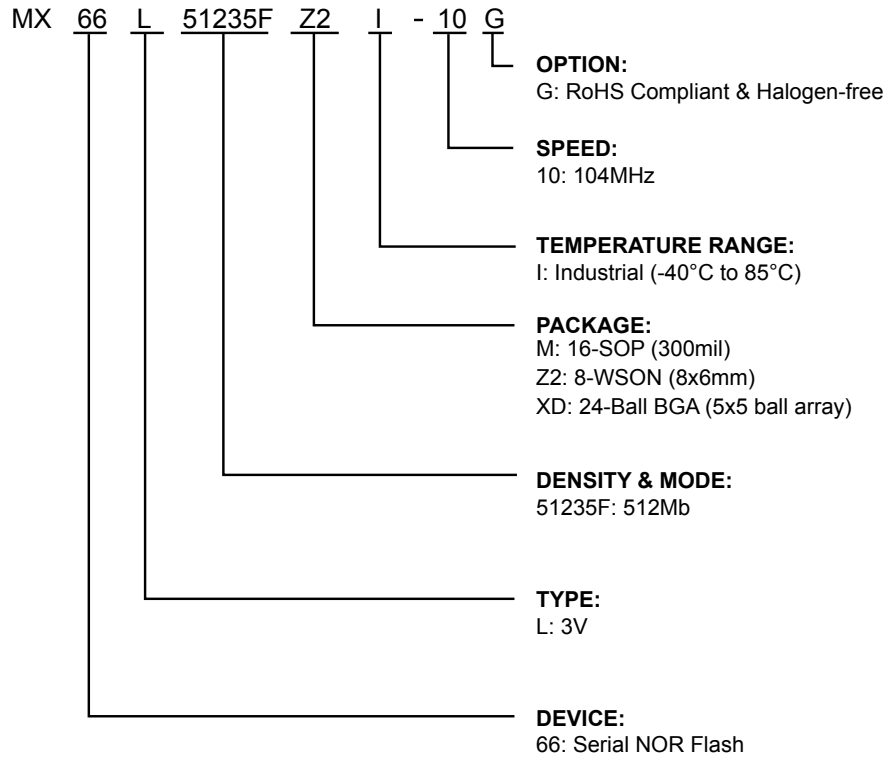 MX 66 L 51235F Z2 I - 10 G
OPTION:
G: RoHS Compliant & Halogen-free
SPEED:
10: 104MHz
TEMPERATURE RANGE:
I: Industrial (-40°C to 85°C)
PACKAGE:
M: 16-SOP (300mil)
Z2: 8-WSON (8x6mm)
XD: 24-Ball BGA (5x5 ball array)
DENSITY & MODE:
51235F: 512Mb
TYPE:
L: 3V
DEVICE:
66: Serial NOR Flash